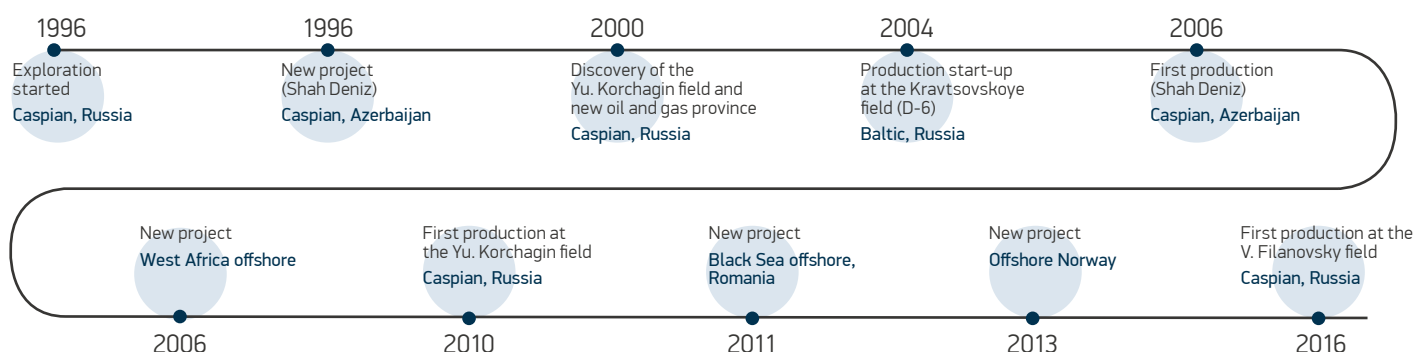 1996
Exploration
started
Caspian, Russia
1996
New project
(Shah Deniz)
Caspian, Azerbaijan
2000
Discovery of the
Yu. Korchagin field and
new oil and gas province
Caspian, Russia
2004
Production start-up
at the Kravtsovskoye
field (D-6)
Baltic, Russia
2006
First production
(Shah Deniz)
Caspian, Azerbaijan
New project
West Africa offshore
2006
First production at
the Yu. Korchagin field
Caspian, Russia
2010
New project
Black Sea offshore,
Romania
2011
New project
Offshore Norway
2013
First production at the
V. Filanovsky field
Caspian, Russia
2016